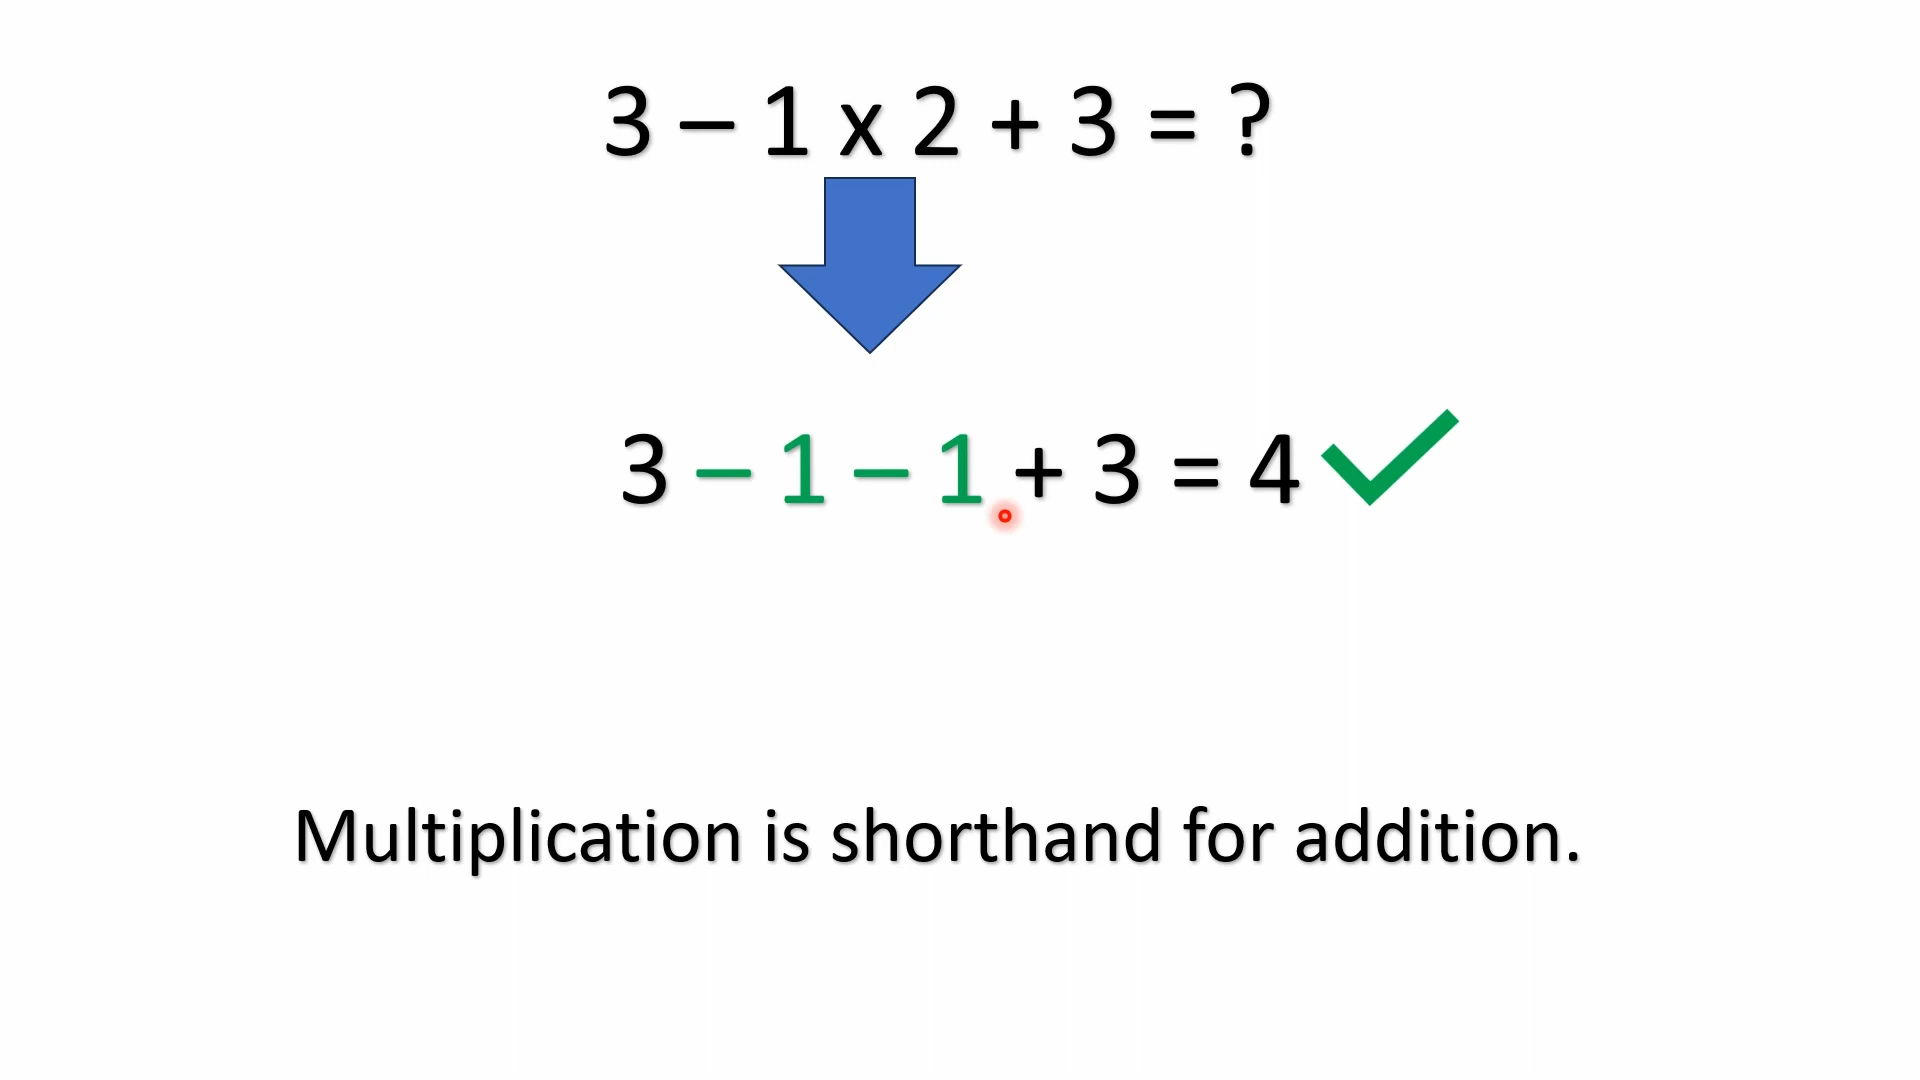 3 – 1 x 2 + 3 = ?
3 – 1 – 1 + 3 = 4
Multiplication is shorthand for addition.